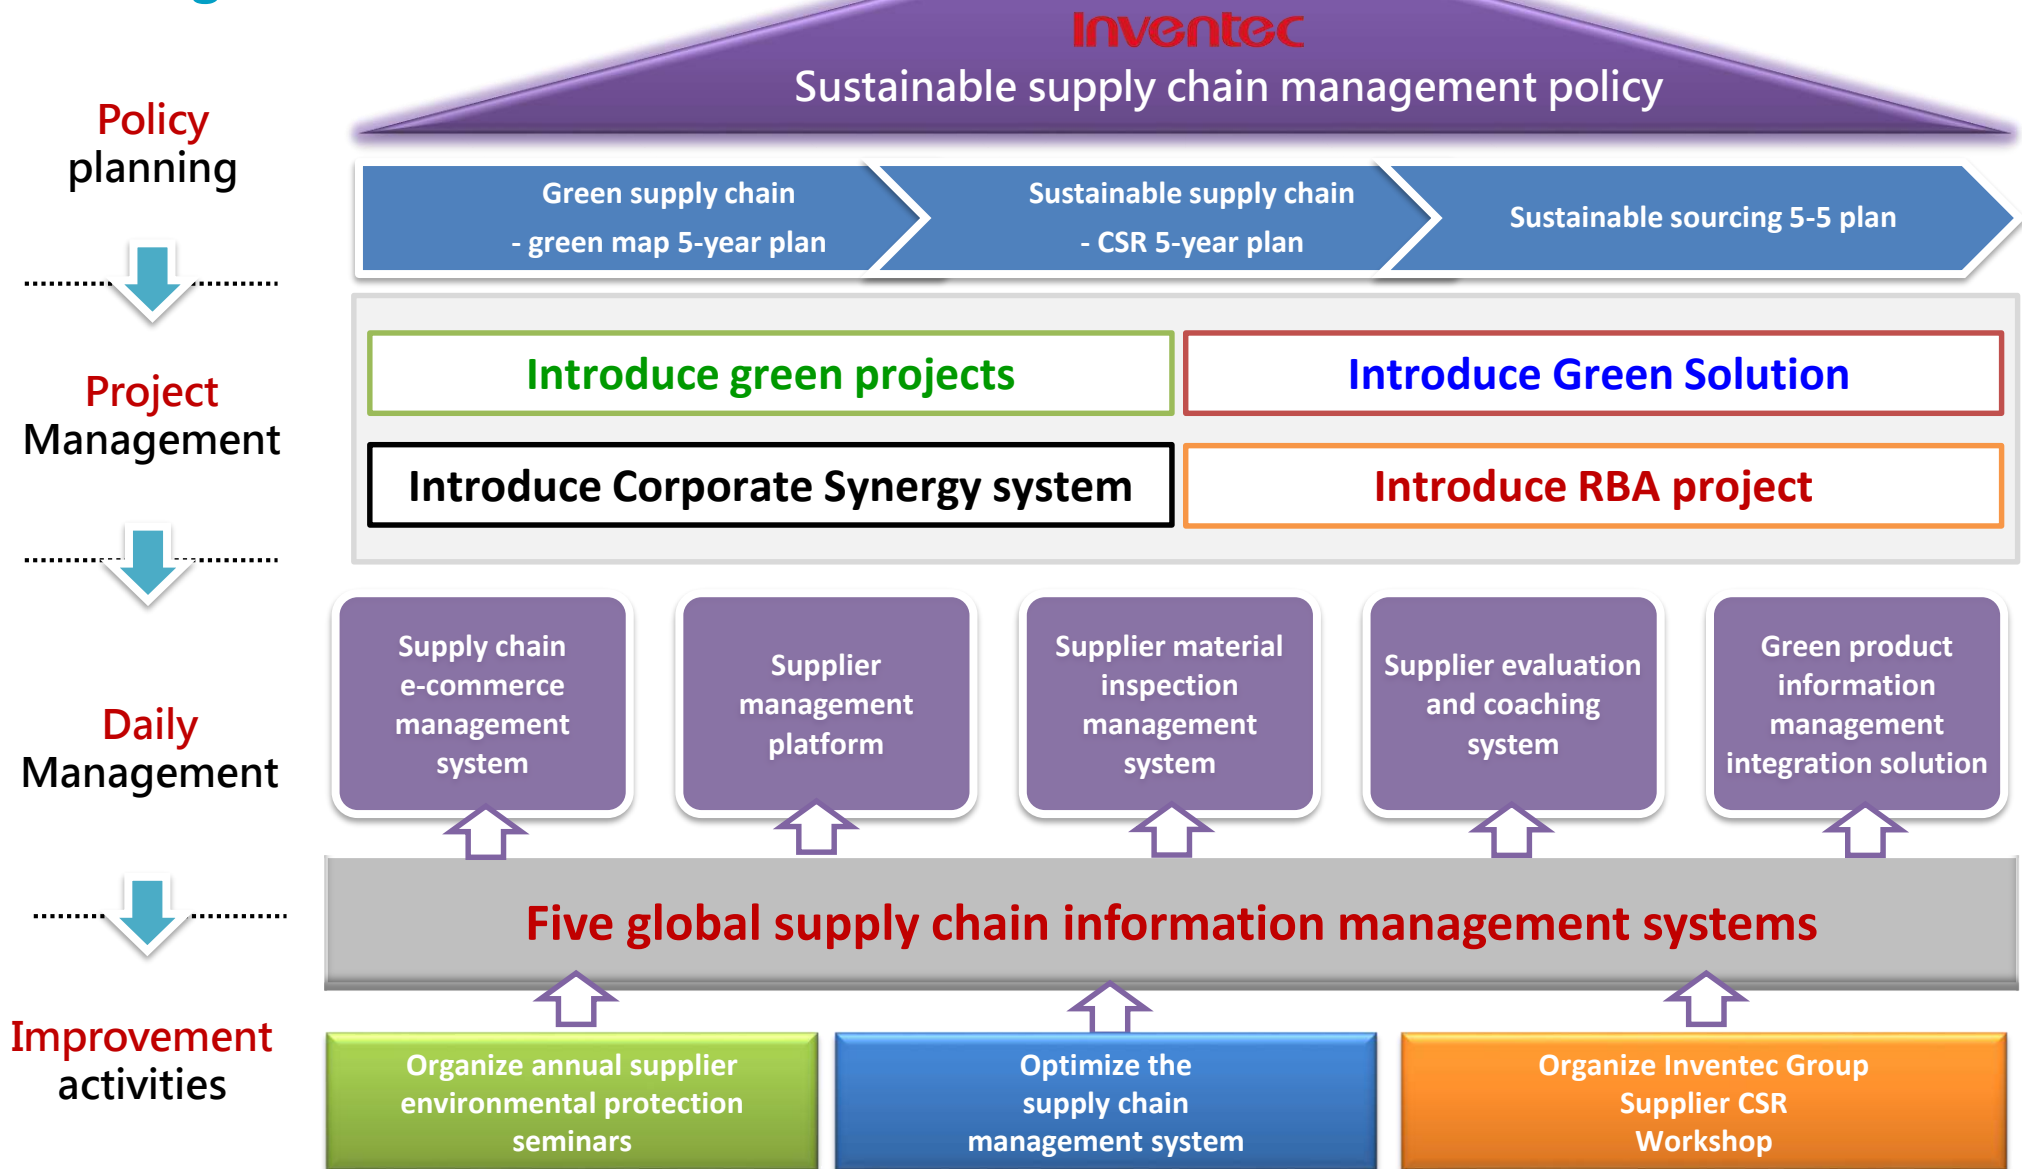 Inventec
Sustainable supply chain management policy
Policy
planning
Green supply chain
- green map 5-year plan
Sustainable supply chain
- CSR 5-year plan
Sustainable sourcing 5-5 plan
Project
Management
Introduce green projects
Introduce Green Solution
Introduce Corporate Synergy system
Introduce RBA project
Daily
Management
Supply chain
e-commerce
management
system
Supplier
management
platform
Supplier material
inspection
management
system
Supplier evaluation
and coaching
system
Green product
information
management
integration solution
Five global supply chain information management systems
Improvement
activities
Organize annual supplier
environmental protection
seminars
Optimize the
supply chain
management system
Organize Inventec Group
Supplier CSR
Workshop